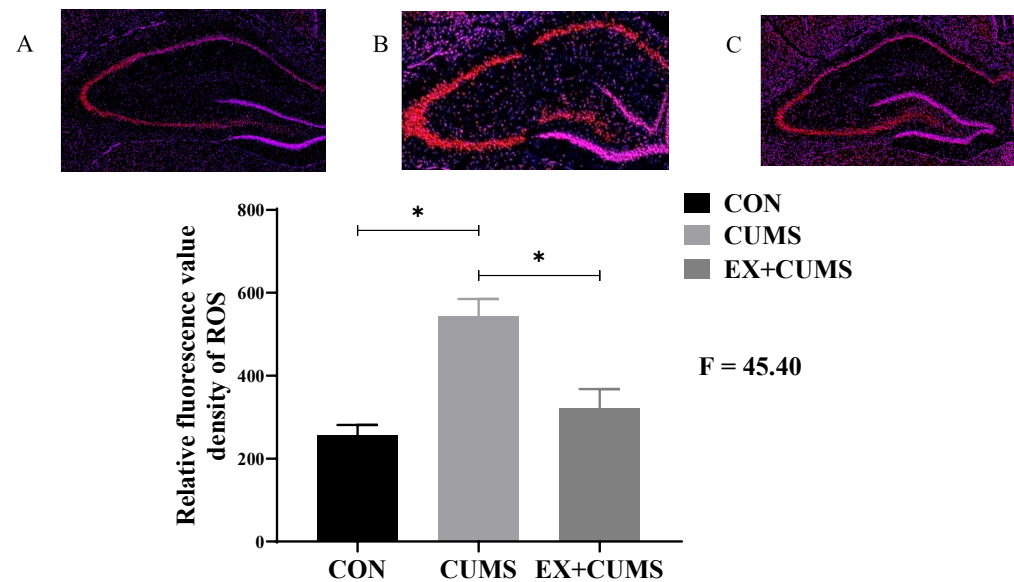 A
B
C
CON
CUMS
EX+CUMS
F = 45.40
Relative fluorescence value
density of ROS
800
600
400
200
0
*
*
CON
CUMS
EX+CUMS